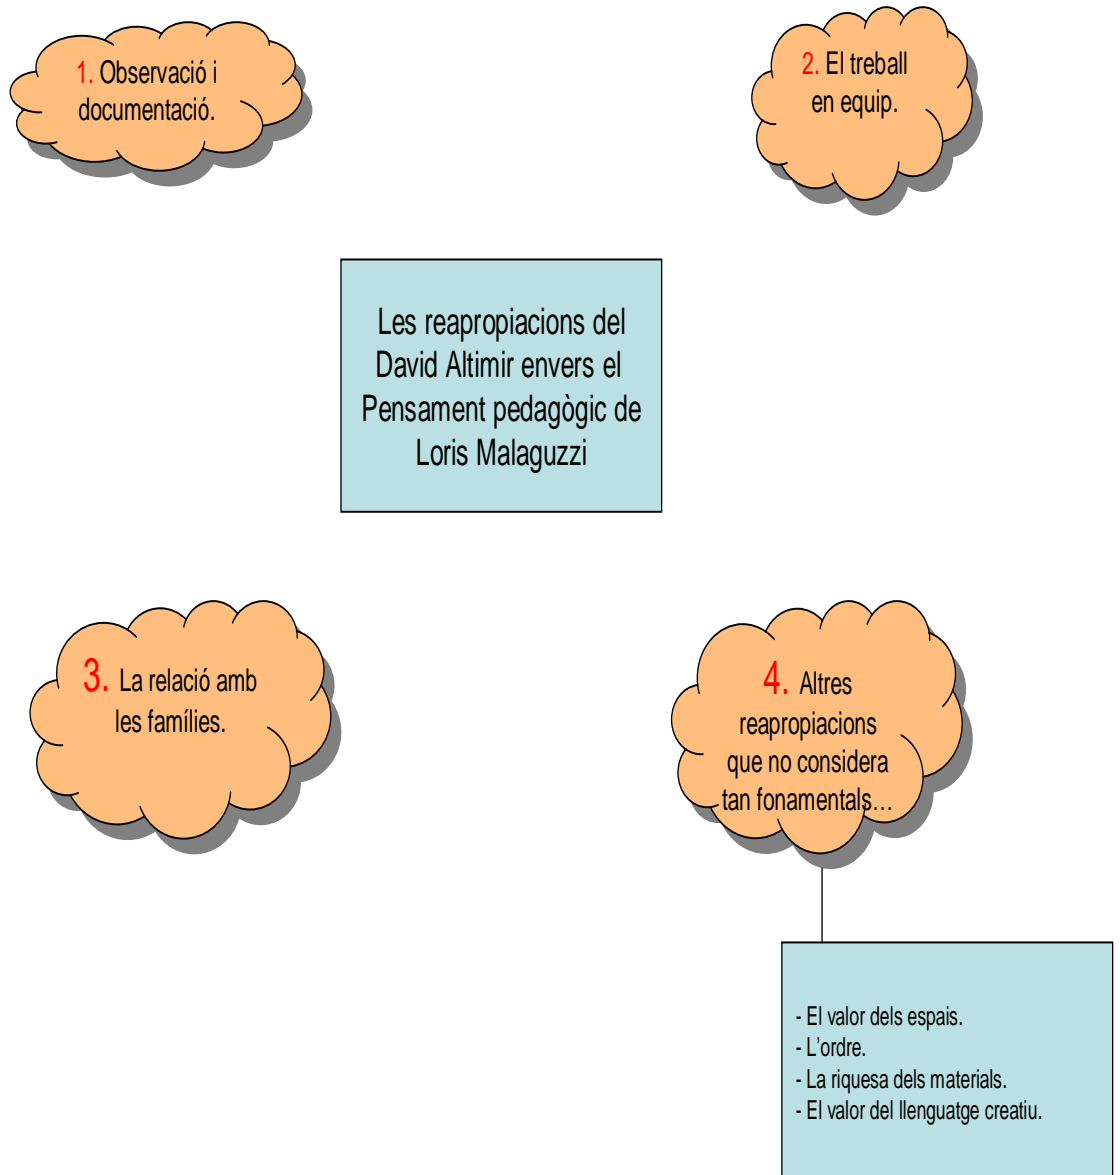 1. Observació i
documentació.
2. El treball
en equip.
Les reapropiacions del
David Altimir envers el
Pensament pedagògic de
Loris Malaguzzi
3. La relació amb
les famílies.
4. Altres
reapropiacions
que no considera
tan fonamentals…
- El valor dels espais.
- L’ordre.
- La riquesa dels materials.
- El valor del llenguatge creatiu.